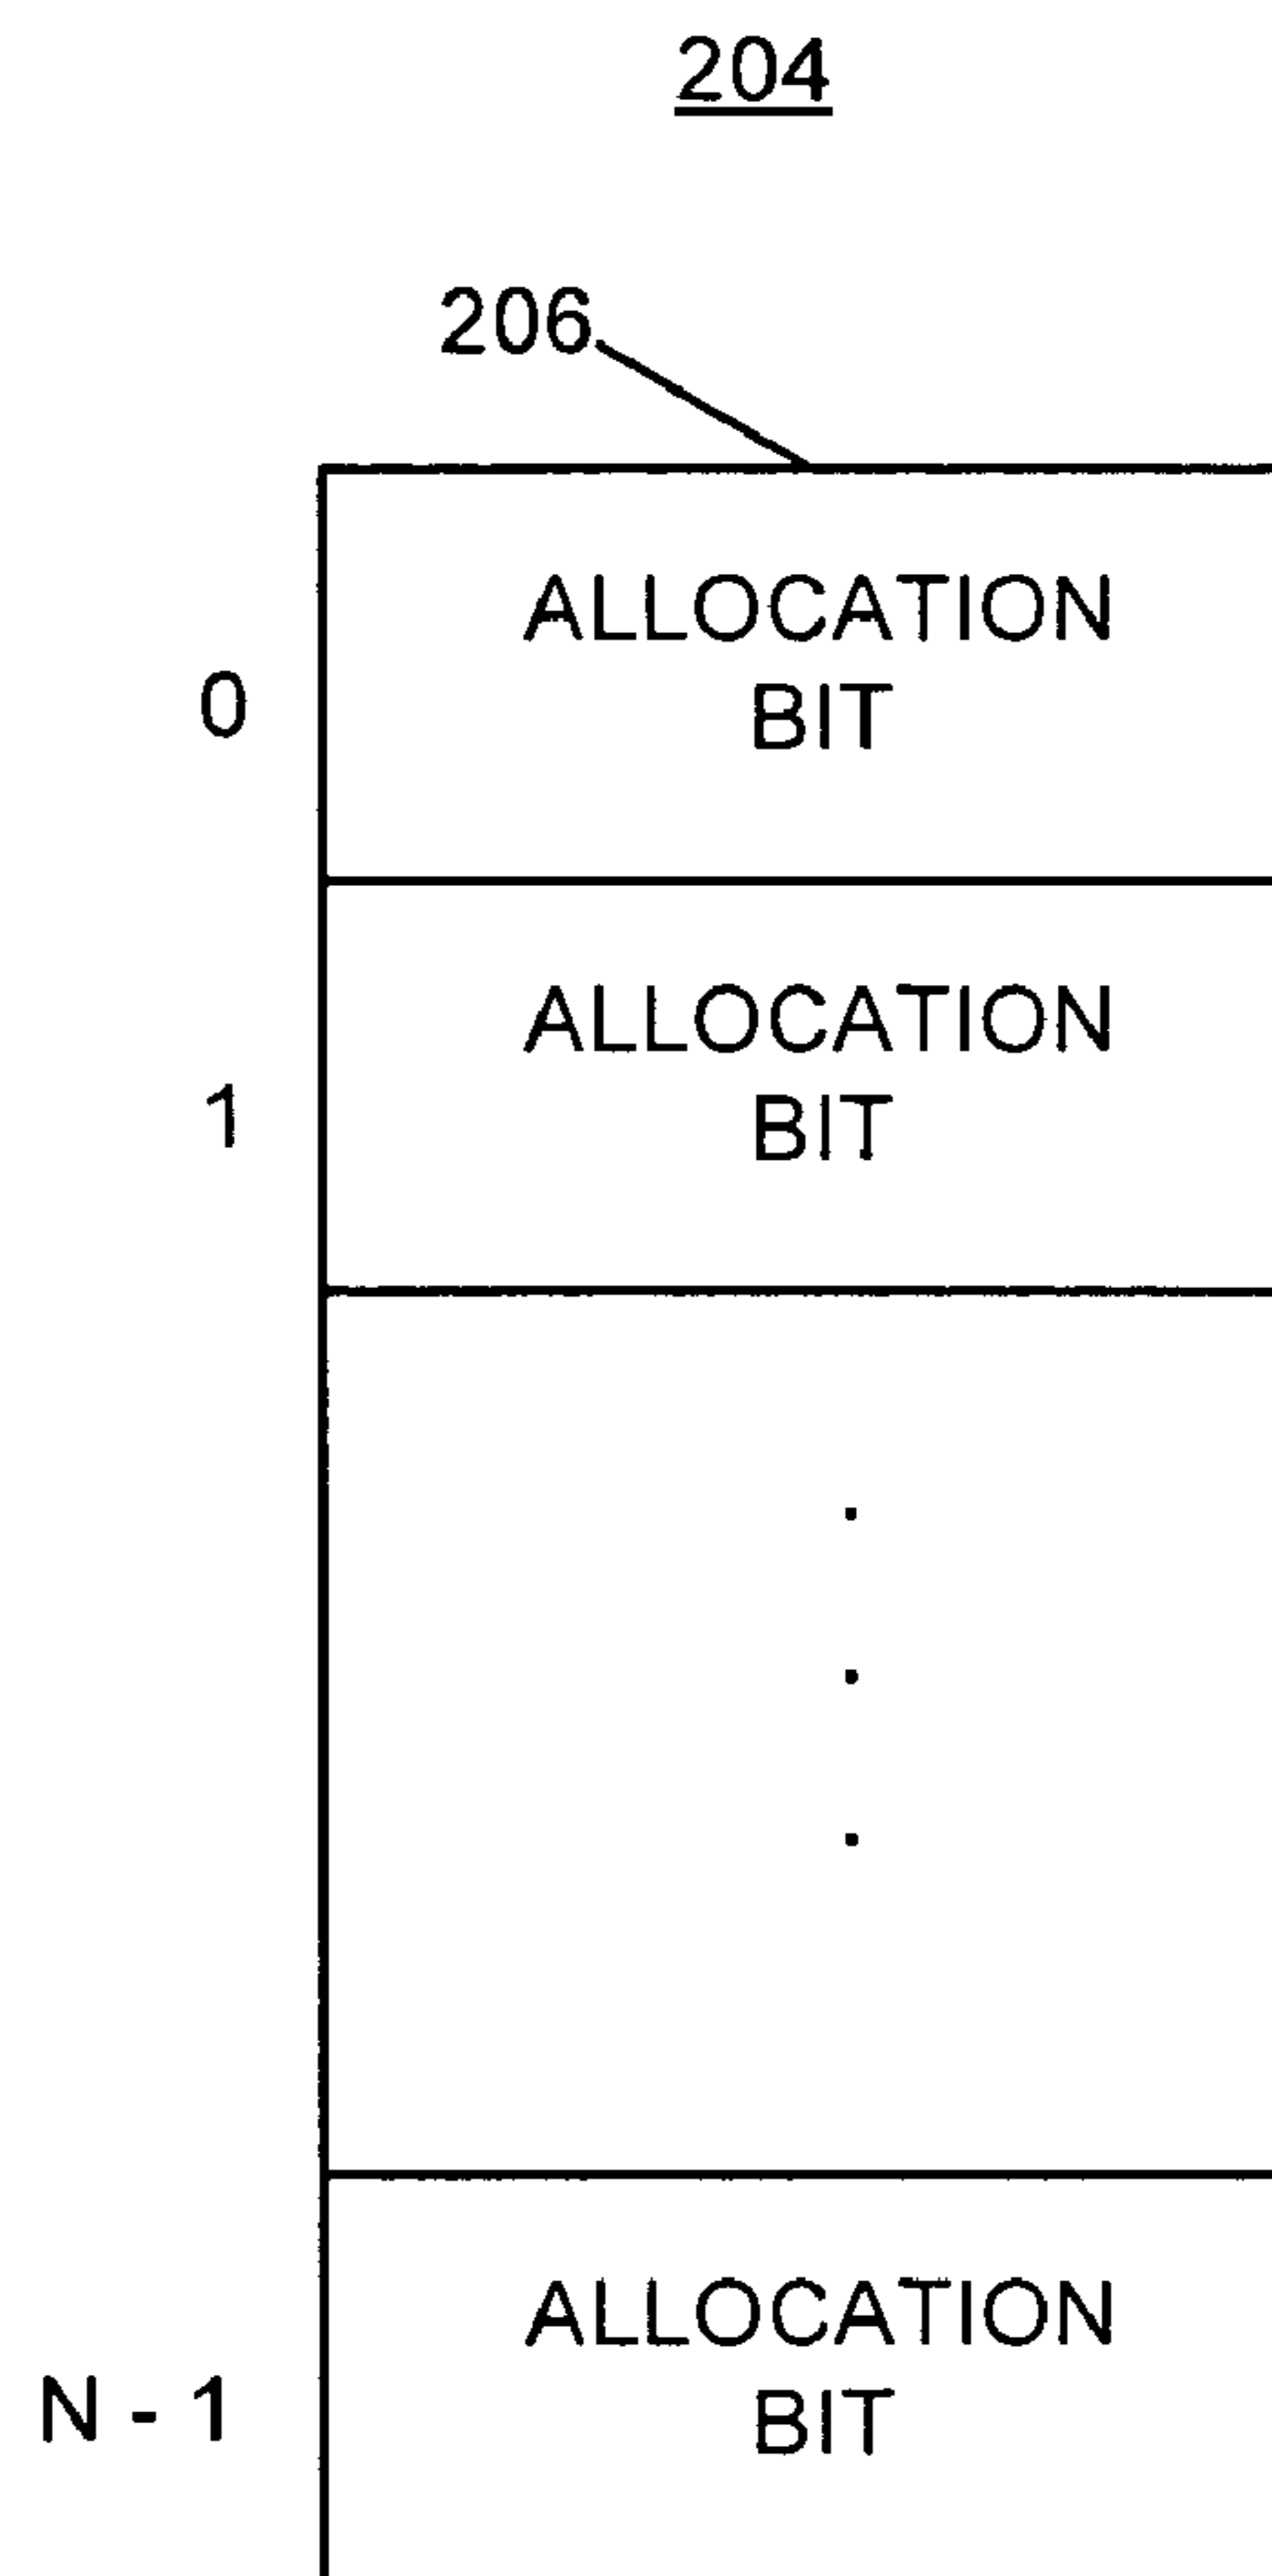 204
206
ALLOCATION
BIT
0
ALLOCATION
BIT
1
.
.
.
ALLOCATION
BIT
N - 1